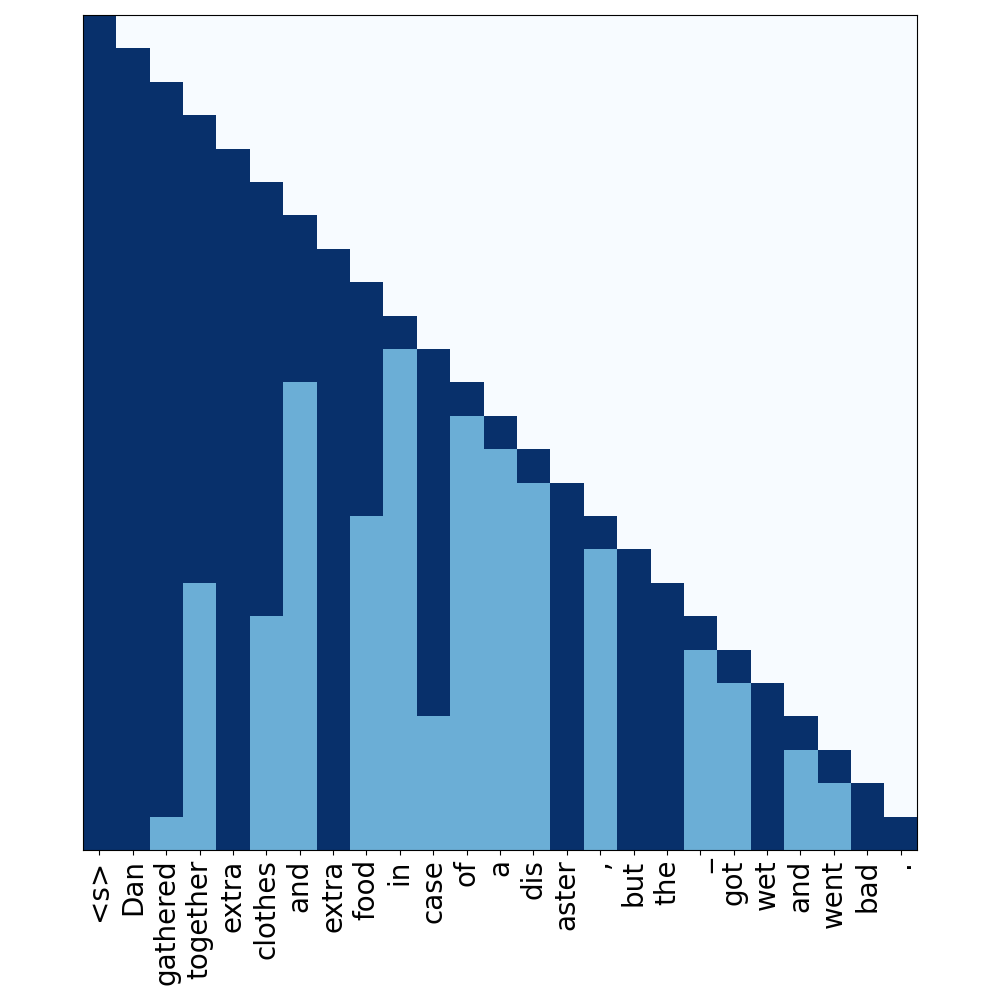 <s> Dan gathered together extra clothes and extra food in case of a dis aster , but the _ got wet and went bad .